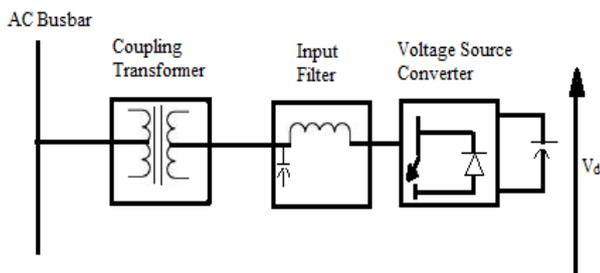 AC Busbar
Coupling
Transformer
Input
Filter
Voltage Source
Converter
Vd